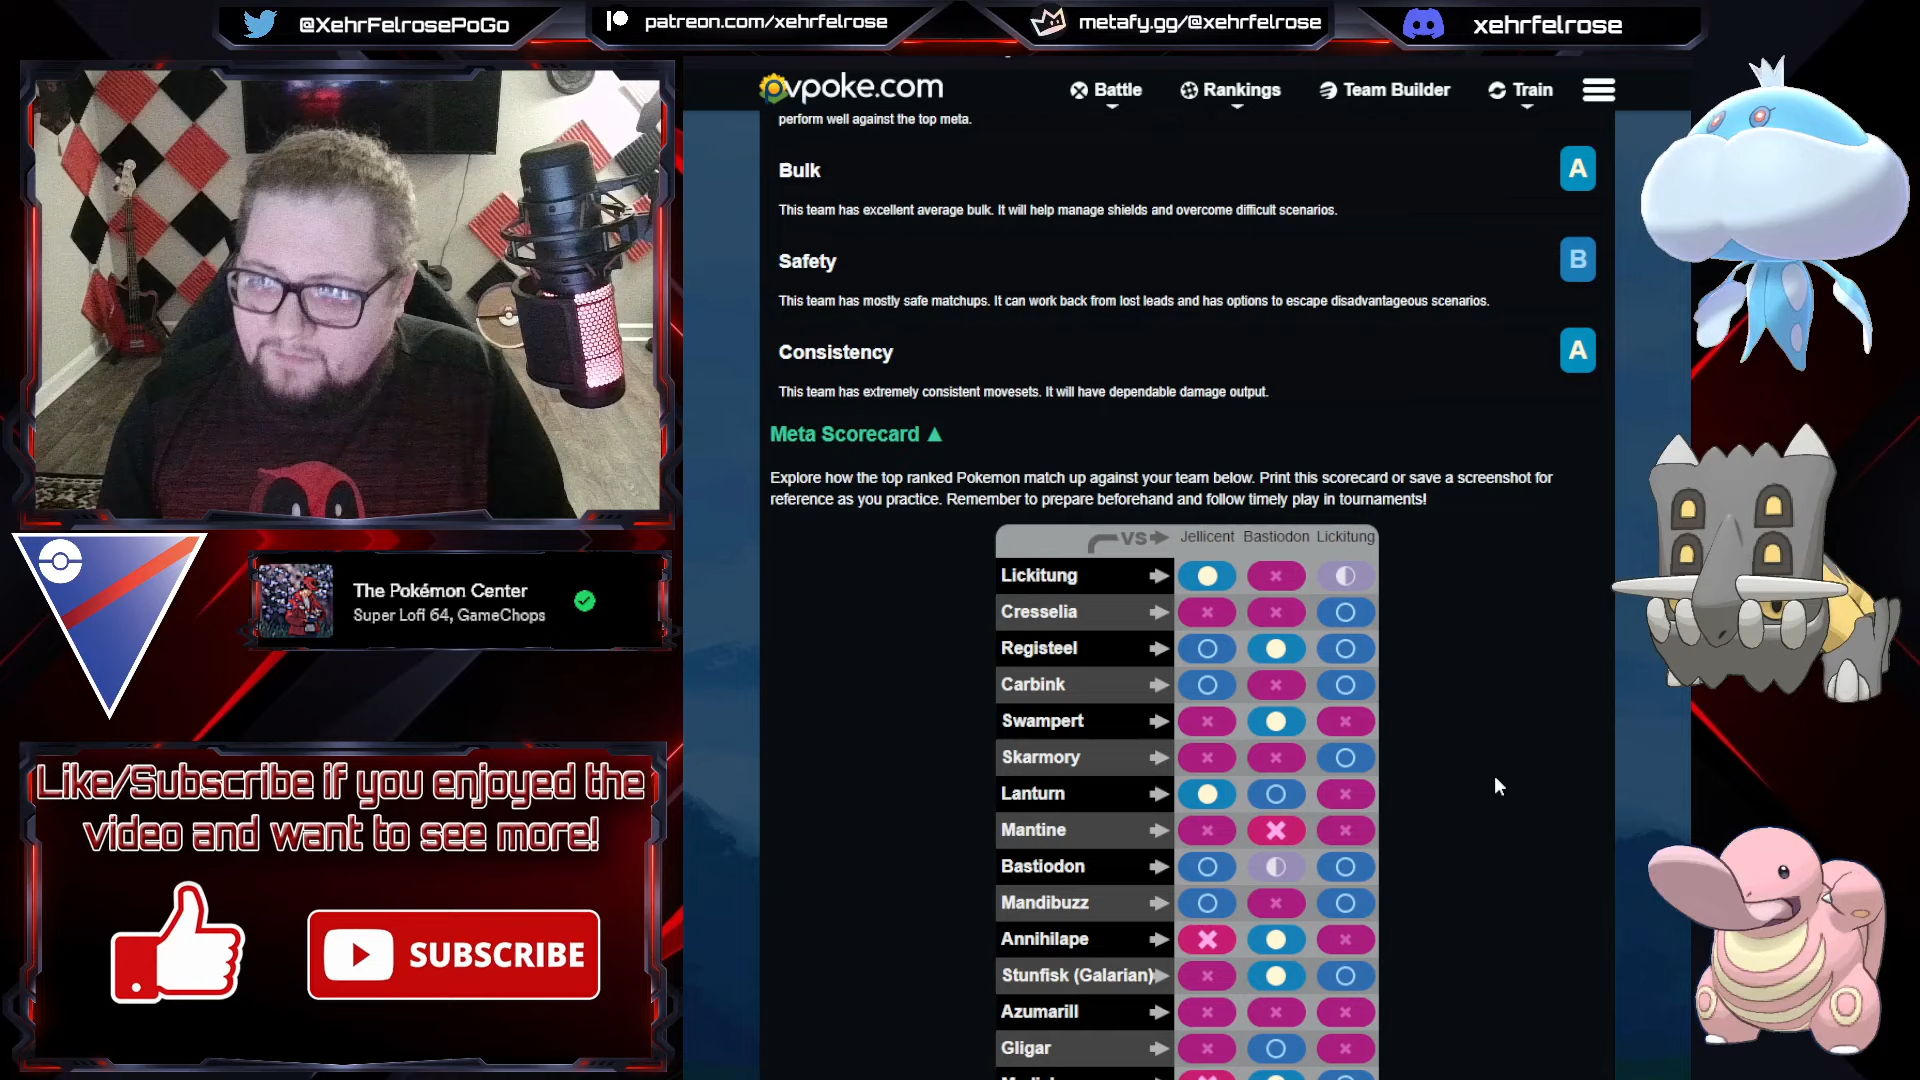 @XehrFelrosePoGo
patreon.com/xehrfelrose
metafy.gg/@xehrfelrose
xehrfelrose
pvpoke.com
Battle
Rankings
Team Builder
Train
perform well against the top meta.
Bulk
A
This team has excellent average bulk. It will help manage shields and overcome difficult scenarios.
Safety
B
This team has mostly safe matchups. It can work back from lost leads and has options to escape disadvantageous scenarios.
Consistency
A
This team has extremely consistent movesets. It will have dependable damage output.
Meta Scorecard ▲
Explore how the top ranked Pokemon match up against your team below. Print this scorecard or save a screenshot for
reference as you practice. Remember to prepare beforehand and follow timely play in tournaments!
VS Jellicent Bastiodon Lickitung
Lickitung
Cresselia
Registeel
Carbink
Swampert
Skarmory
Lanturn
Mantine
Bastiodon
Mandibuzz
Annihilape
Stunfisk (Galarian)
Azumarill
Gligar
The Pokémon Center
Super Lofi 64, GameChops
Like/Subscribe if you enjoyed the
video and want to see more!
SUBSCRIBE